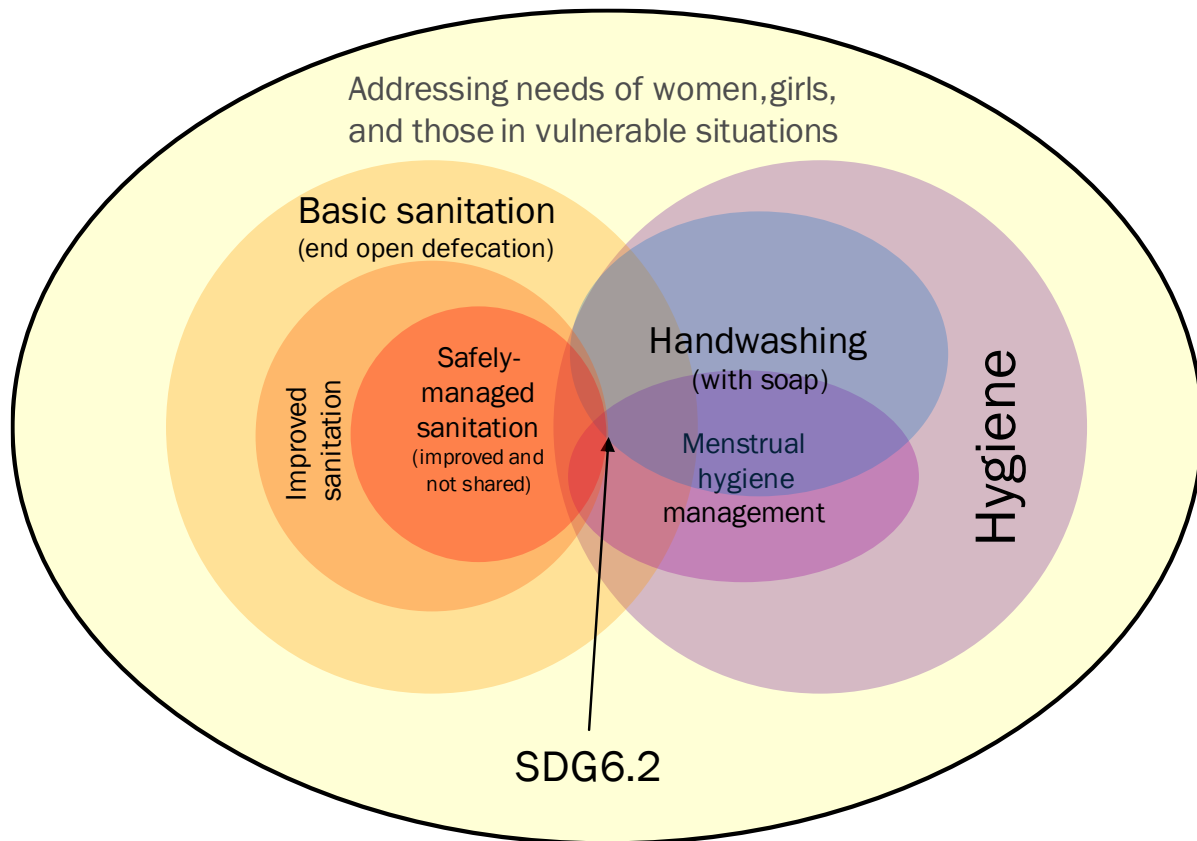 Addressing needs of women,girls,
and those in vulnerable situations
Basic sanitation
(end open defecation)
Improved
sanitation
Safely-
managed
sanitation
(improved and
not shared)
Handwashing
(with soap)
Menstrual
hygiene
management
Hygiene
SDG6.2